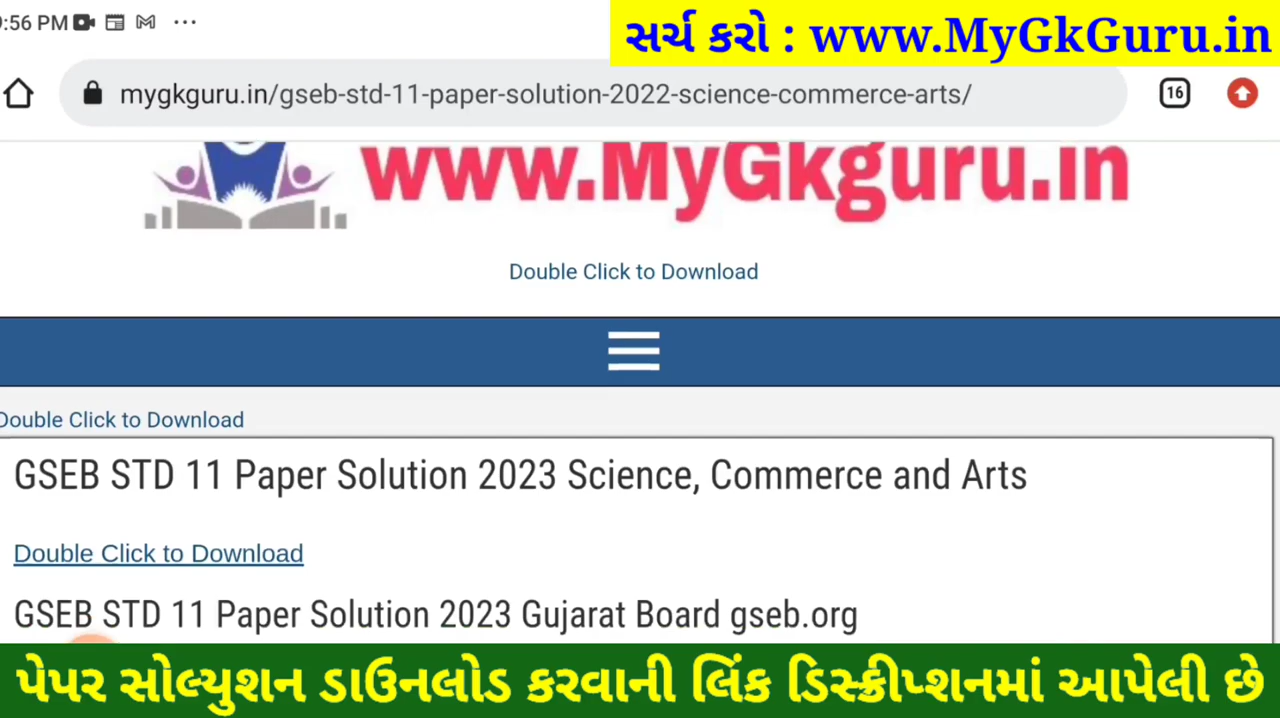 :56 PM
સર્ચ કરો : www.MyGkGuru.in
mygkguru.in/gseb-std-11-paper-solution-2022-science-commerce-arts/
16
www.MyGkguru.in
Double Click to Download
Double Click to Download
GSEB STD 11 Paper Solution 2023 Science, Commerce and Arts
Double Click to Download
GSEB STD 11 Paper Solution 2023 Gujarat Board gseb.org
પેપર સોલ્યુશન ડાઉનલોડ કરવાની લિંક ડિસ્ક્રીપ્શનમાં આપેલી છે